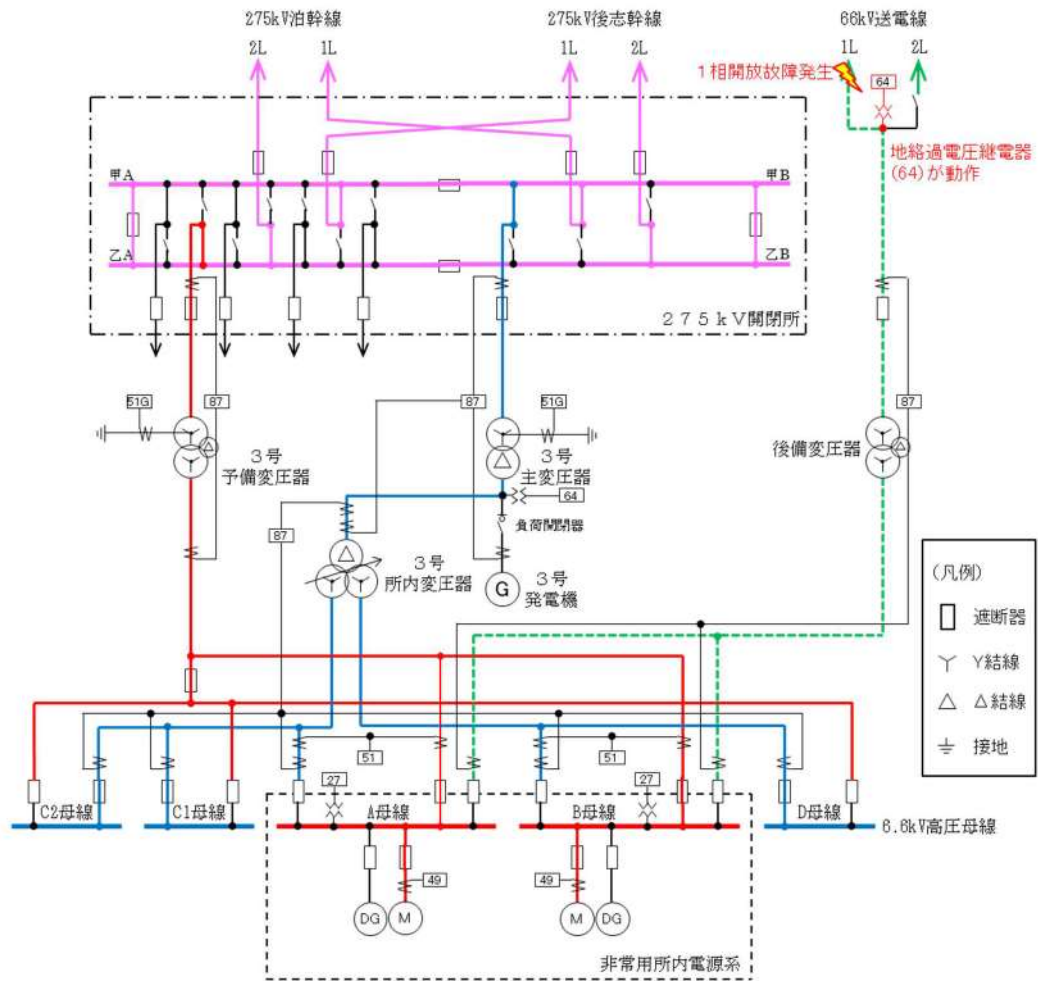 275kV泊幹線
275kV後志幹線
66kV送電線
2L
1L
1L
2L
1L
2L
1相開放故障発生
64
地絡過電圧継電器
(64)が動作
甲A
甲B
乙A
乙B
275kV開閉所
51G
87
87
51G
87
3号
予備変圧器
3号
主変圧器
後備変圧器
64
87
負荷開閉器
3号
所内変圧器
G
3号
発電機
(凡例)
遮断器
Y結線
Δ結線
接地
51
51
27
27
C2母線
C1母線
A母線
B母線
D母線
6.6kV高圧母線
49
49
DG
M
M
DG
非常用所内電源系